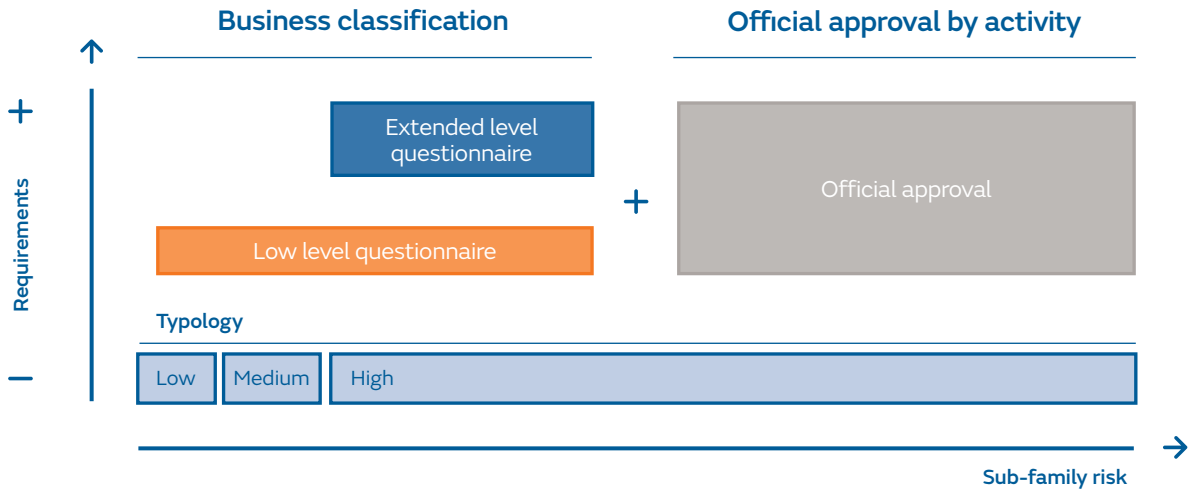 Business classification
Official approval by activity
+
Requirements
−
Extended level
questionnaire
Low level questionnaire
+
Official approval
Typology
Low
Medium
High
Sub-family risk